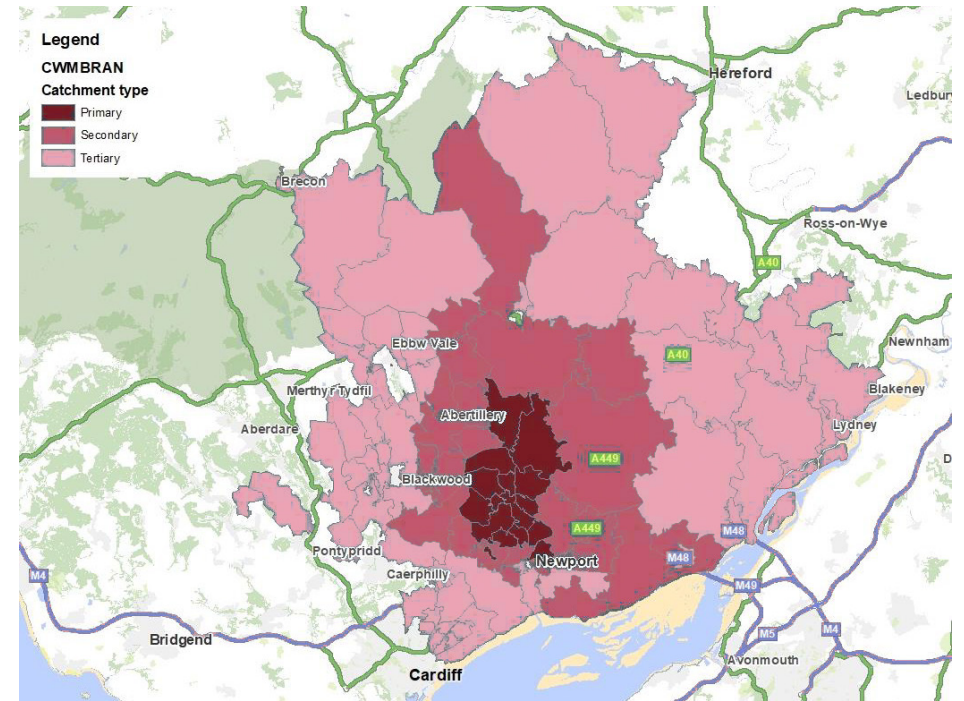 Legend
CWMBRAN
Catchment type
Primary
Secondary
Tertiary
Hereford
Ledbury
Brecon
Ross-on-Wye
A40
Ebbw Vale
A40
Newnham
Merthyr Tydfil
Blakeney
Abertillery
Aberdare
Lydney
A449
D
Blackwood
A449
M48
Pontypridd
Newport
M48
Caerphilly
M4
M49
M5
M4
Bridgend
Avonmouth
Cardiff